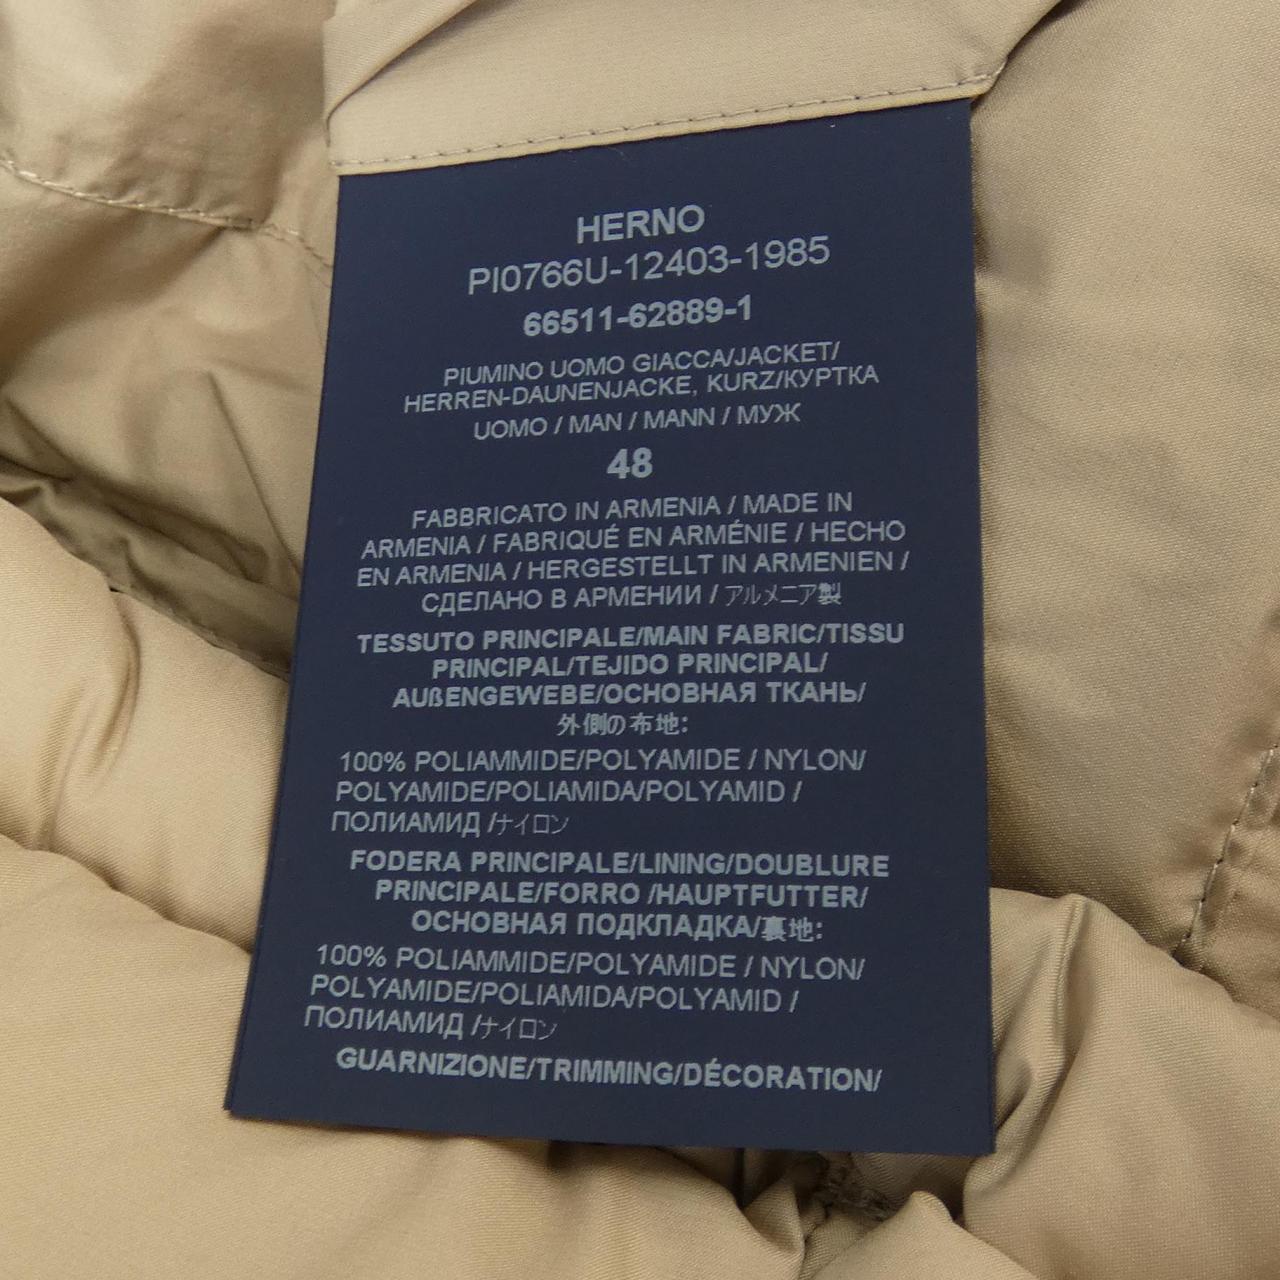 HERNO
PI0766U-12403-1985
66511-62889-1
PIUMINO UOMO GIACCA/JACKET/
HERREN-DAUNENJACKE, KURZ/КУРТКА
UOMO / MAN / MANN / МУЖ
48
FABBRICATO IN ARMENIA / MADE IN
ARMENIA / FABRIQUÉ EN ARMÉNIE / HECHO
EN ARMENIA / HERGESTELLT IN ARMENIEN /
СДЕЛАНО В АРМЕНИИ / アルメニア製
TESSUTO PRINCIPALE/MAIN FABRIC/TISSU
PRINCIPAL/TEJIDO PRINCIPAL/
AUßENGEWEBE/ОСНОВНАЯ ТКАНЬ/
外側の布地:
100% POLIAMMIDE/POLYAMIDE / NYLON/
POLYAMIDE/POLIAMIDA/POLYAMID /
ПОЛИАМИД /ナイロン
FODERA PRINCIPALE/LINING/DOUBLURE
PRINCIPALE/FORRO /HAUPTFUTTER/
ОСНОВНАЯ ПОДКЛАДКА/裏地:
100% POLIAMMIDE/POLYAMIDE / NYLON/
POLYAMIDE/POLIAMIDA/POLYAMID /
ПОЛИАМИД /ナイロン
GUARNIZIONE/TRIMMING/DÉCORATION/